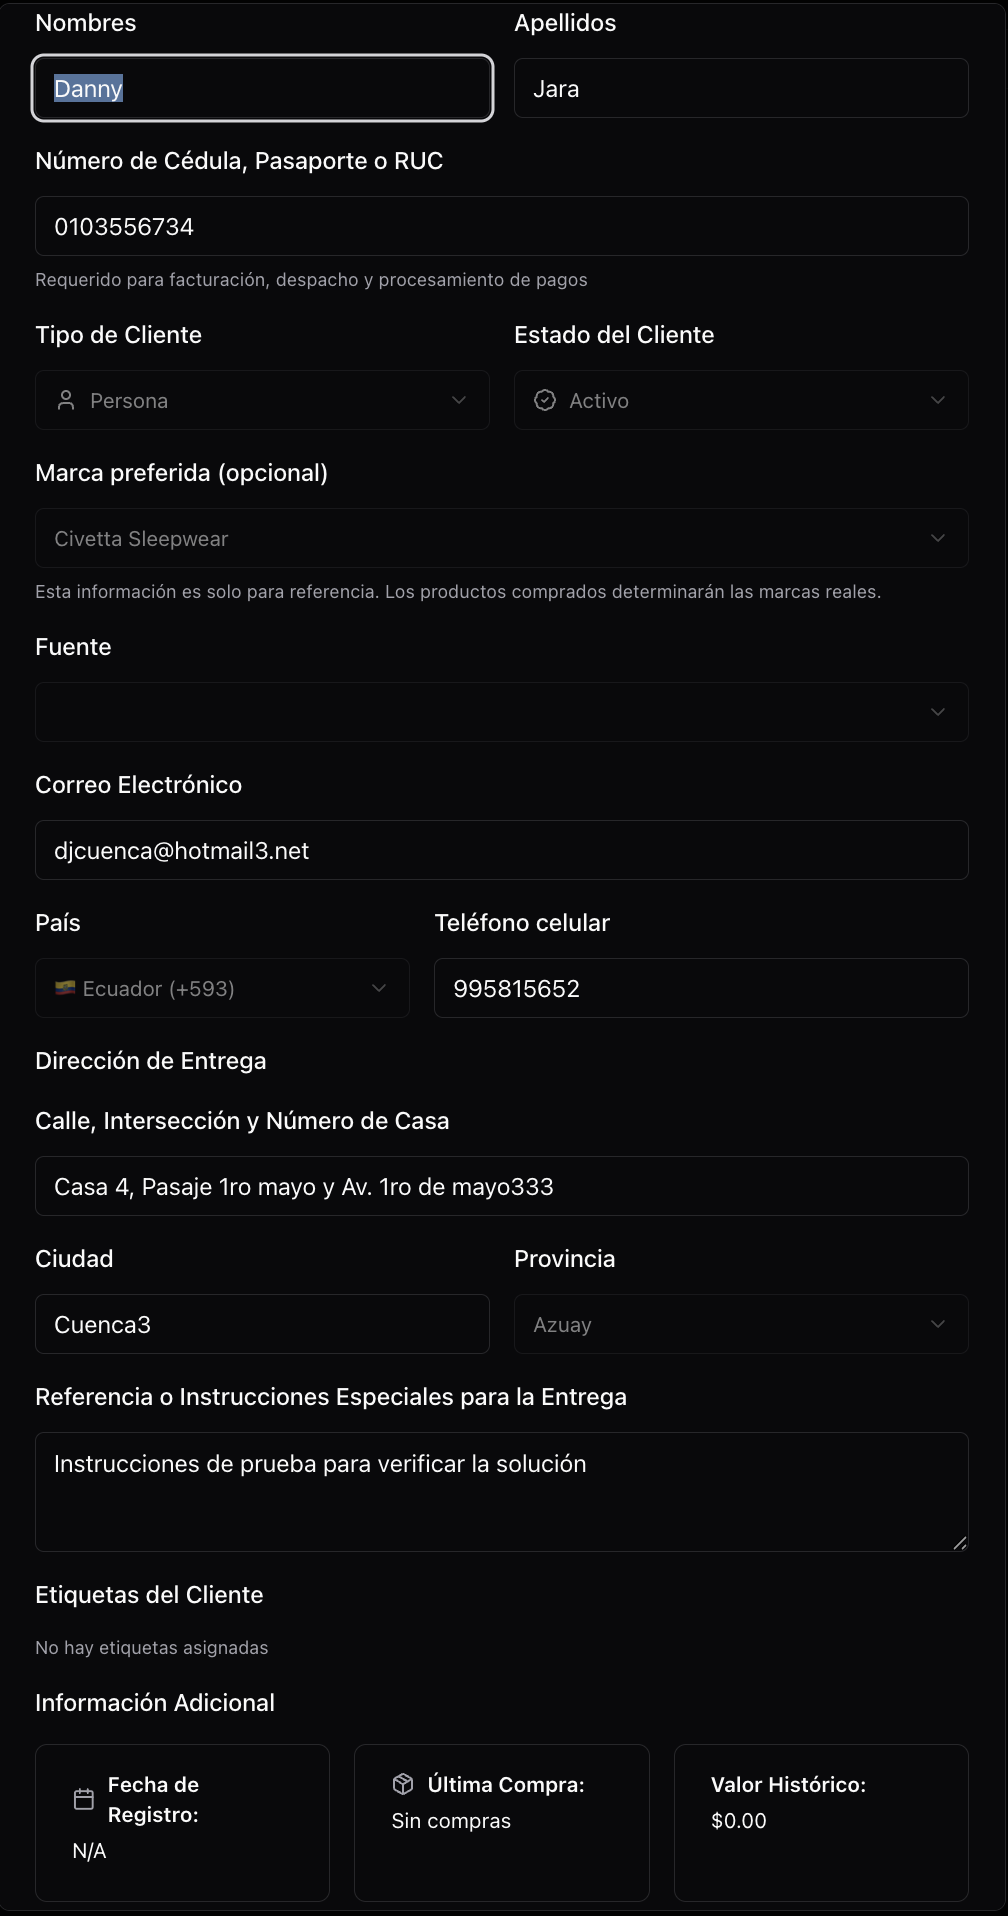 Nombres
Apellidos
Danny
Jara
Número de Cédula, Pasaporte o RUC
0103556734
Requerido para facturación, despacho y procesamiento de pagos
Tipo de Cliente
Estado del Cliente
Persona
Activo
Marca preferida (opcional)
Civetta Sleepwear
Esta información es solo para referencia. Los productos comprados determinarán las marcas reales.
Fuente
Correo Electrónico
djcuenca@hotmail3.net
País
Teléfono celular
Ecuador (+593)
995815652
Dirección de Entrega
Calle, Intersección y Número de Casa
Casa 4, Pasaje 1ro mayo y Av. 1ro de mayo333
Ciudad
Provincia
Cuenca3
Azuay
Referencia o Instrucciones Especiales para la Entrega
Instrucciones de prueba para verificar la solución
Etiquetas del Cliente
No hay etiquetas asignadas
Información Adicional
Fecha de
Registro:
N/A
Última Compra:
Sin compras
Valor Histórico:
$0.00